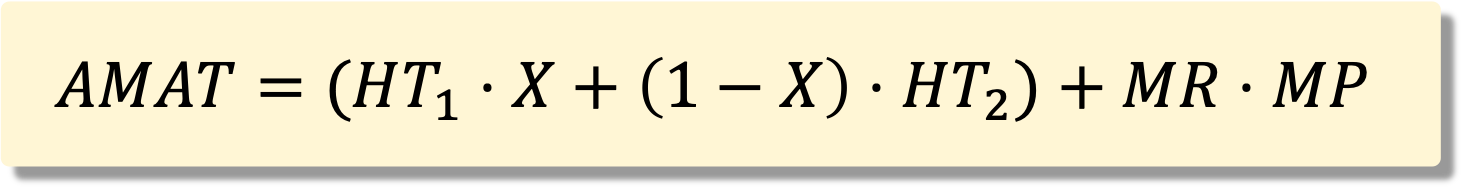 AMAT = (HT₁ · X + (1 − X) · HT₂) + MR · MP